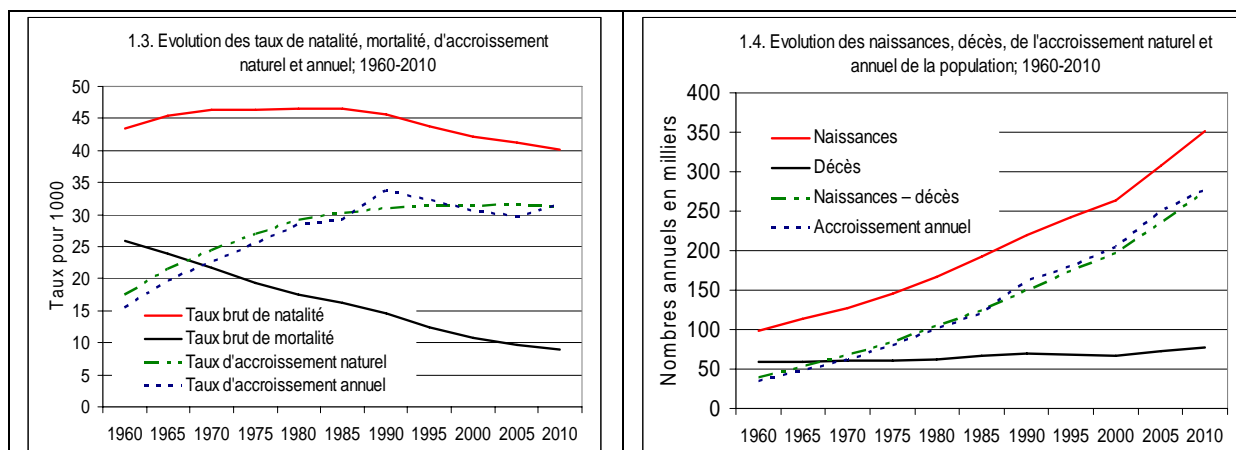 1.3. Evolution des taux de natalité, mortalité, d'accroissement
naturel et annuel; 1960-2010
Taux pour 1000
50
45
40
35
30
25
20
15
10
5
0
Taux brut de natalité
Taux brut de mortalité
Taux d'accroissement naturel
Taux d'accroissement annuel
1960 1965 1970 1975 1980 1985 1990 1995 2000 2005 2010
1.4. Evolution des naissances, décès, de l'accroissement naturel et
annuel de la population; 1960-2010
Nombres annuels en milliers
400
350
300
250
200
150
100
50
0
Naissances
Décès
Naissances – décès
Accroissement annuel
1960 1965 1970 1975 1980 1985 1990 1995 2000 2005 2010